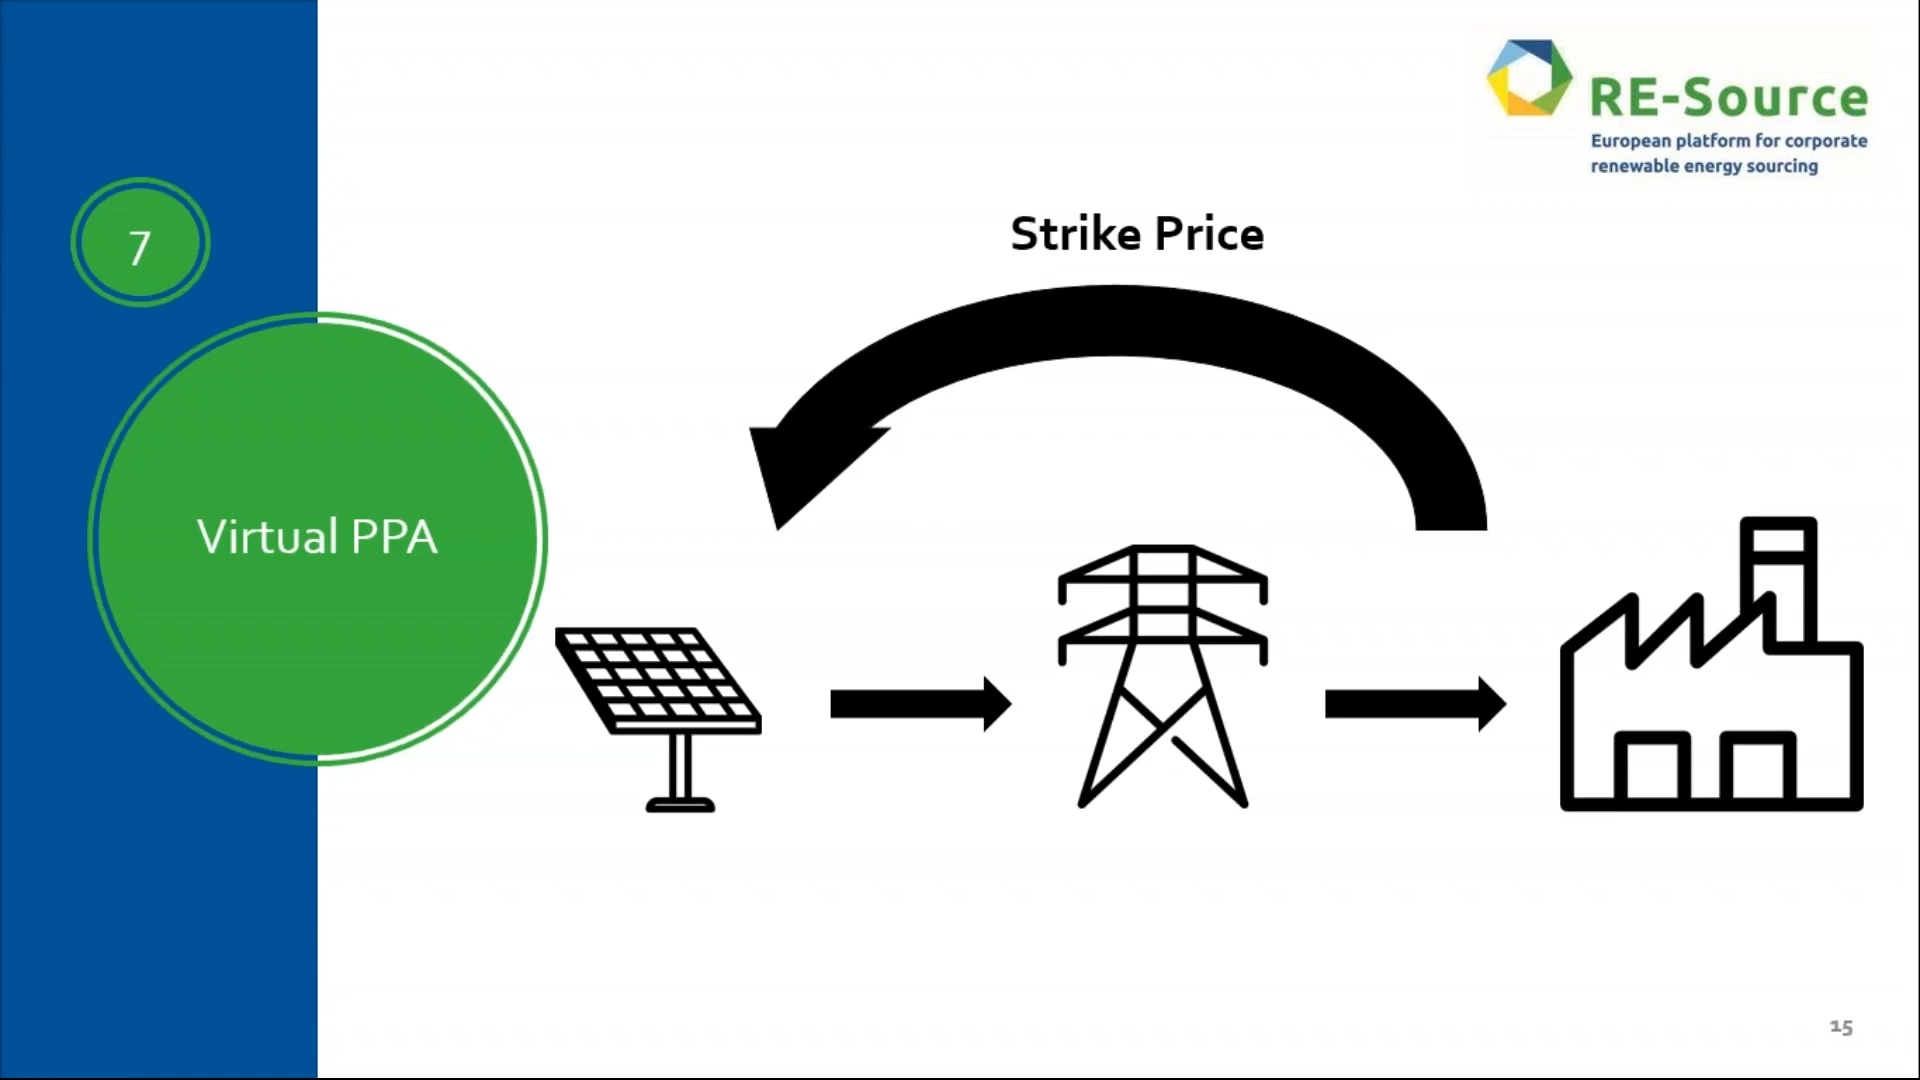 RE-Source
European platform for corporate
renewable energy sourcing
7
Strike Price
Virtual PPA
15